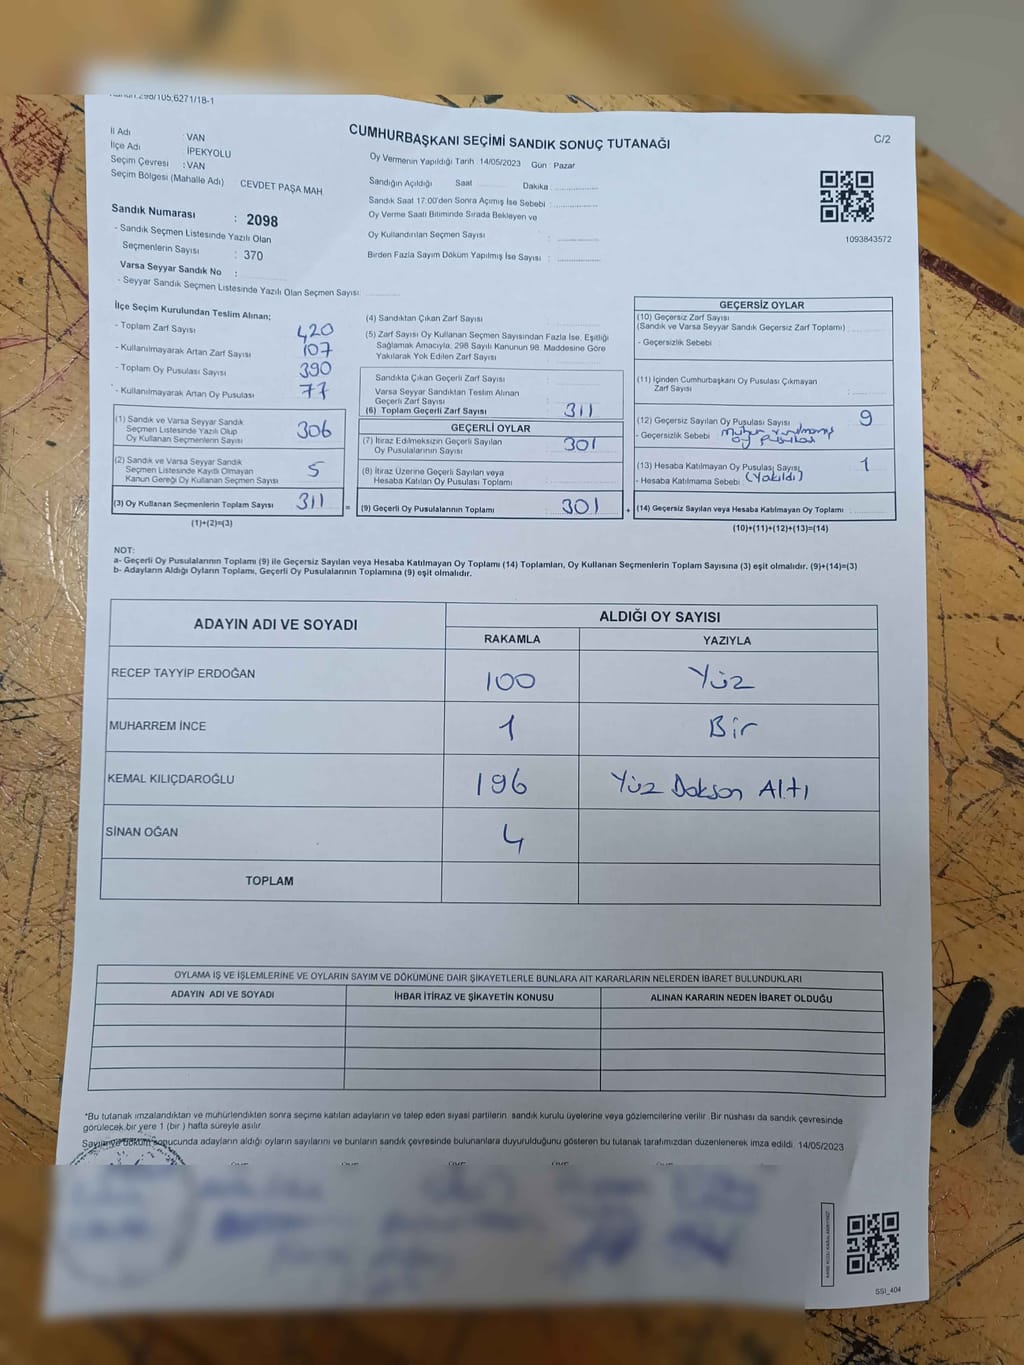 298/105,6271/18-1
CUMHURBAŞKANI SEÇİMİ SANDIK SONUÇ TUTANAĞI
C/2
İl Adı : VAN
İlçe Adı İPEKYOLU
Seçim Çevresi : VAN
Seçim Bölgesi (Mahalle Adı) CEVDET PAŞA MAH.
Oy Vermenin Yapıldığı Tarih :14/05/2023 Gün : Pazar
Sandığın Açıldığı Saat Dakika :
Sandık Saat 17:00'den Sonra Açımış İse Sebebi :
Oy Verme Saati Bitiminde Sırada Bekleyen ve
Oy Kullandırılan Seçmen Sayısı :
Birden Fazla Sayım Döküm Yapılmış İse Sayısı :
1093843572
Sandık Numarası : 2098
- Sandık Seçmen Listesinde Yazılı Olan
Seçmenlerin Sayısı : 370
Varsa Seyyar Sandık No :
- Seyyar Sandık Seçmen Listesinde Yazılı Olan Seçmen Sayısı:
İlçe Seçim Kurulundan Teslim Alınan;
- Toplam Zarf Sayısı 420
- Kullanılmayarak Artan Zarf Sayısı 107
- Toplam Oy Pusulası Sayısı 390
- Kullanılmayarak Artan Oy Pusulası 77
(1) Sandık ve Varsa Seyyar Sandık
Seçmen Listesinde Yazılı Olup
Oy Kullanan Seçmenlerin Sayısı 306
(2) Sandık ve Varsa Seyyar Sandık
Seçmen Listesinde Kayıtlı Olmayan
Kanun Gereği Oy Kullanan Seçmen Sayısı 5
(3) Oy Kullanan Seçmenlerin Toplam Sayısı 311 =
(1)+(2)=(3)
(4) Sandıktan Çıkan Zarf Sayısı
(5) Zarf Sayısı Oy Kullanan Seçmen Sayısından Fazla İse, Eşitliği
Sağlamak Amacıyla, 298 Sayılı Kanunun 98. Maddesine Göre
Yakılarak Yok Edilen Zarf Sayısı
Sandıkta Çıkan Geçerli Zarf Sayısı
Varsa Seyyar Sandıktan Teslim Alınan
Geçerli Zarf Sayısı
(6) Toplam Geçerli Zarf Sayısı 311
GEÇERLİ OYLAR
(7) İtiraz Edilmeksizin Geçerli Sayılan
Oy Pusulalarının Sayısı 301
(8) İtiraz Üzerine Geçerli Sayılan veya
Hesaba Katılan Oy Pusulası Toplamı
(9) Geçerli Oy Pusulalarının Toplamı 301 +
GEÇERSİZ OYLAR
(10) Geçersiz Zarf Sayısı
(Sandık ve Varsa Seyyar Sandık Geçersiz Zarf Toplamı)
- Geçersizlik Sebebi
(11) İçinden Cumhurbaşkanı Oy Pusulası Çıkmayan
Zarf Sayısı :
(12) Geçersiz Sayılan Oy Pusulası Sayısı 9
- Geçersizlik Sebebi
oy pusulası
(13) Hesaba Katılmayan Oy Pusulası Sayısı 1
- Hesaba Katılmama Sebebi (Yakıldı)
(14) Geçersiz Sayılan veya Hesaba Katılmayan Oy Toplamı
(10)+(11)+(12)+(13)=(14)
NOT:
a- Geçerli Oy Pusulalarının Toplamı (9) ile Geçersiz Sayılan veya Hesaba Katılmayan Oy Toplamı (14) Toplamları, Oy Kullanan Seçmenlerin Toplam Sayısına (3) eşit olmalıdır. (9)+(14)=(3)
b- Adayların Aldığı Oyların Toplamı, Geçerli Oy Pusulalarının Toplamına (9) eşit olmalıdır.
ADAYIN ADI VE SOYADI
ALDIĞI OY SAYISI
RAKAMLA YAZIYLA
RECEP TAYYİP ERDOĞAN 100 Yüz
MUHARREM İNCE 1 Bir
KEMAL KILIÇDAROĞLU 196 Yüz Doksan Altı
SİNAN OĞAN 4
TOPLAM
OYLAMA İŞ VE İŞLEMLERİNE VE OYLARIN SAYIM VE DÖKÜMÜNE DAİR ŞİKAYETLERLE BUNLARA AİT KARARLARIN NELERDEN İBARET BULUNDUKLARI
ADAYIN ADI VE SOYADI İHBAR İTİRAZ VE ŞİKAYETİN KONUSU ALINAN KARARIN NEDEN İBARET OLDUĞU
*Bu tutanak imzalandıktan ve mühürlendikten sonra seçime katılan adayların ve talep eden siyasi partilerin sandık kurulu üyelerine veya gözlemcilerine verilir. Bir nüshası da sandık çevresinde
görülecek bir yere 1 (bir ) hafta süreyle asılır.
Sayım ve döküm sonucunda adayların aldığı oyların sayılarını ve bunların sandık çevresinde bulunanlara duyurulduğunu gösteren bu tutanak tarafımızdan düzenlenerek imza edildi. 14/05/2023
SSI_404